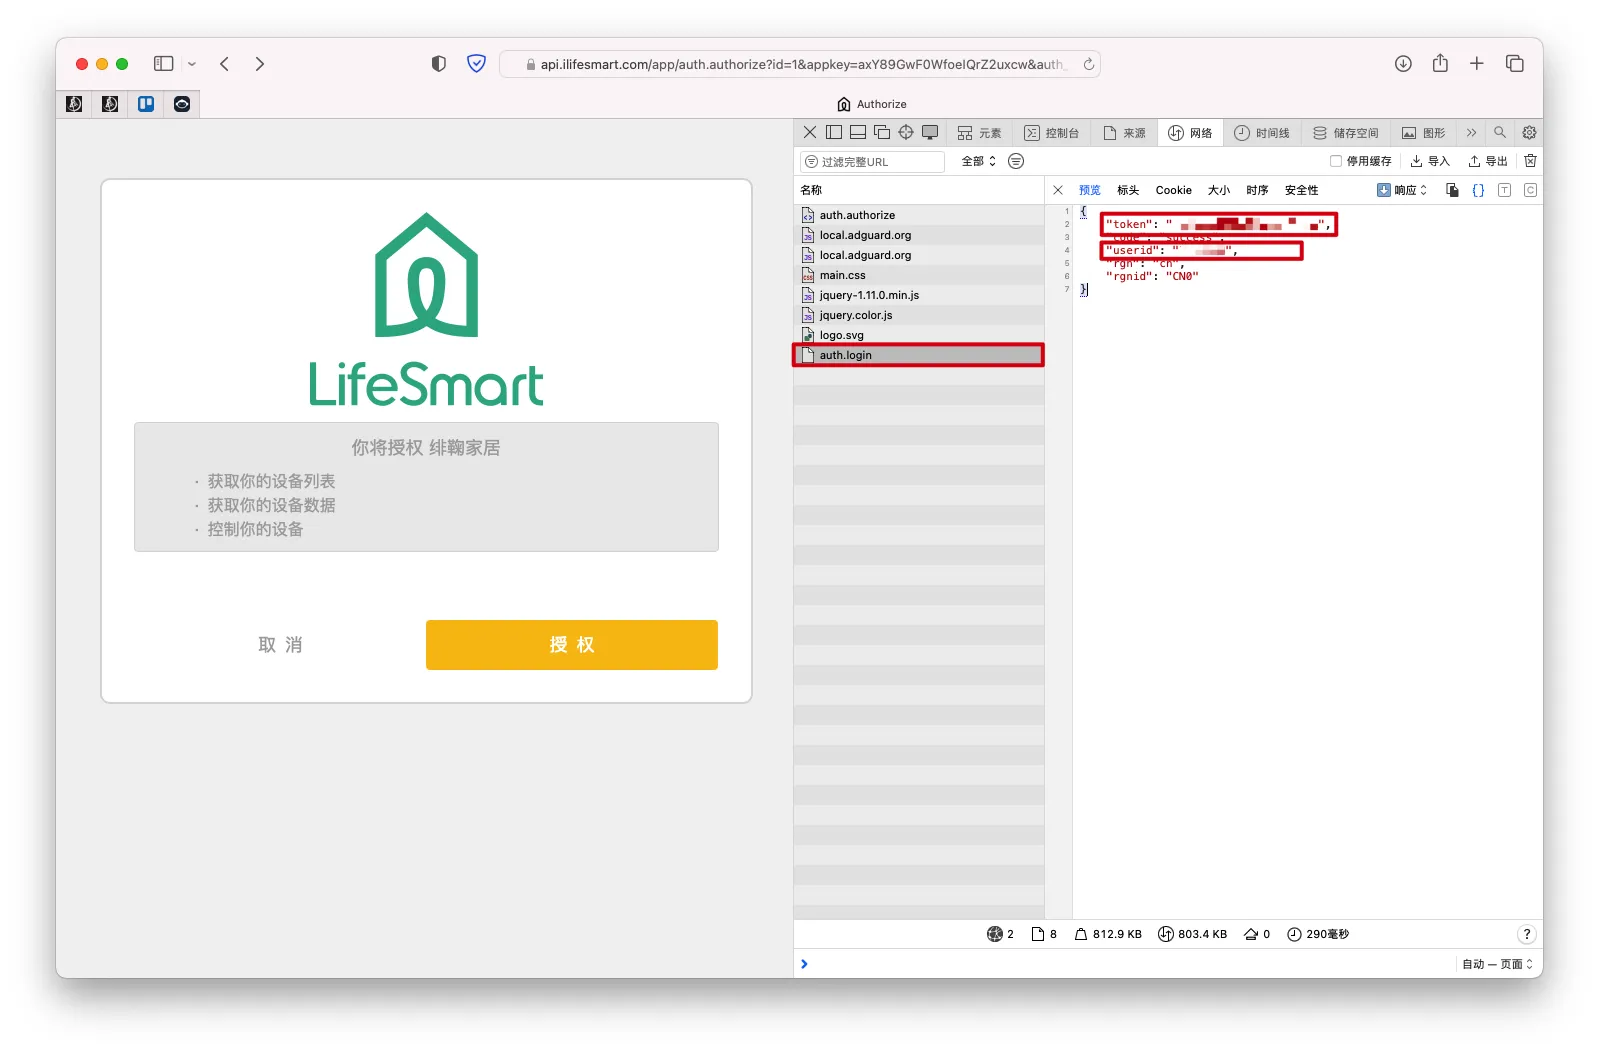 api.ilifesmart.com/app/auth.authorize?id=1&appkey=axY89GwF0WfoeIQrZ2uxcw&auth_
Authorize
元素
控制台
来源
网络
时间线
储存空间
图形
过滤完整URL
全部
停用缓存
导入
导出
名称
预览
标头
Cookie
大小
时序
安全性
响应
auth.authorize
local.adguard.org
local.adguard.org
main.css
jquery-1.11.0.min.js
jquery.color.js
logo.svg
auth.login
1 {
2 "token": "",
3 "code": "success",
4 "userid": "",
5 "rgn": "cn",
6 "rgnid": "CN0"
7 }
LifeSmart
你将授权 绯鞠家居
· 获取你的设备列表
· 获取你的设备数据
· 控制你的设备
取 消
授 权
2
8
812.9 KB
803.4 KB
0
290毫秒
?
自动 — 页面